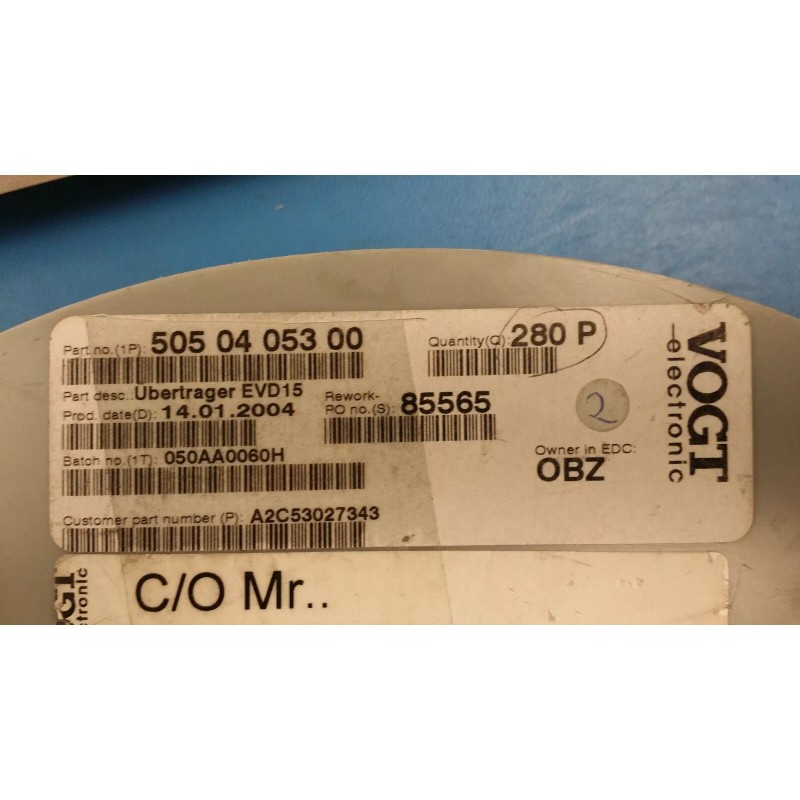 Part no.(1P): 505 04 053 00
Quantity(Q): 280 P
Part desc.: Ubertrager EVD15
Prod. date(D): 14.01.2004
Rework-
PO no.(S): 85565
2
Batch no.(1T): 050AA0060H
Owner in EDC:
OBZ
Customer part number (P): A2C53027343
VOGT
electronic
C/O Mr..
OGT
tronic